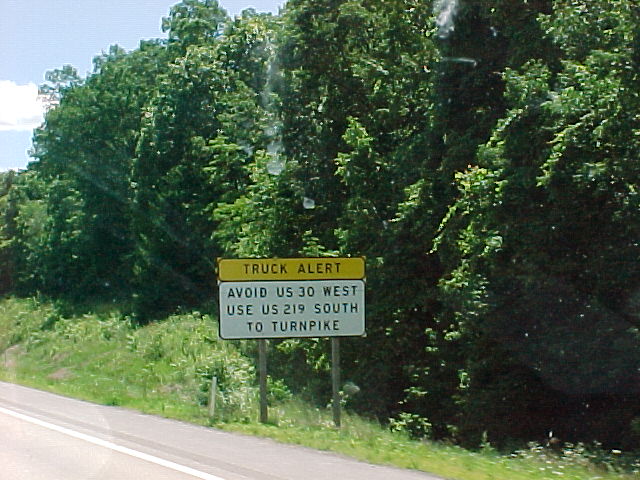 TRUCK ALERT
AVOID US 30 WEST
USE US 219 SOUTH
TO TURNPIKE